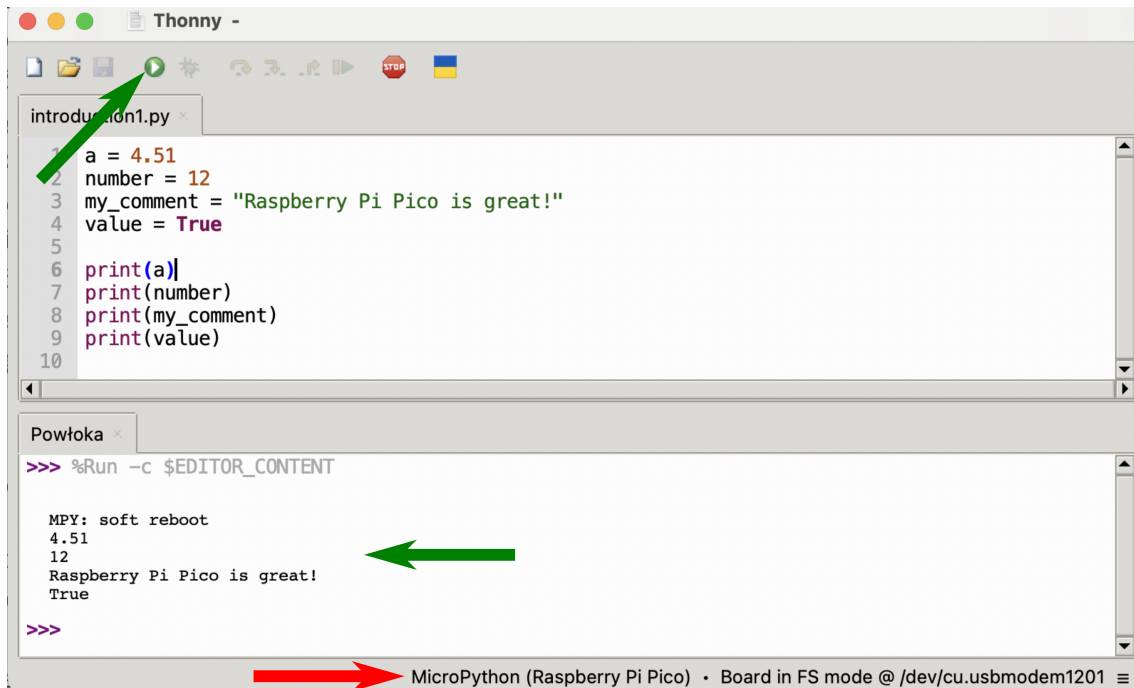 Thonny -
STOP
introduction1.py ×
1 a = 4.51
2 number = 12
3 my_comment = "Raspberry Pi Pico is great!"
4 value = True
5
6 print(a)
7 print(number)
8 print(my_comment)
9 print(value)
10
Powłoka ×
>>> %Run -c $EDITOR_CONTENT
MPY: soft reboot
4.51
12
Raspberry Pi Pico is great!
True
>>>
MicroPython (Raspberry Pi Pico) • Board in FS mode @ /dev/cu.usbmodem1201 ≡